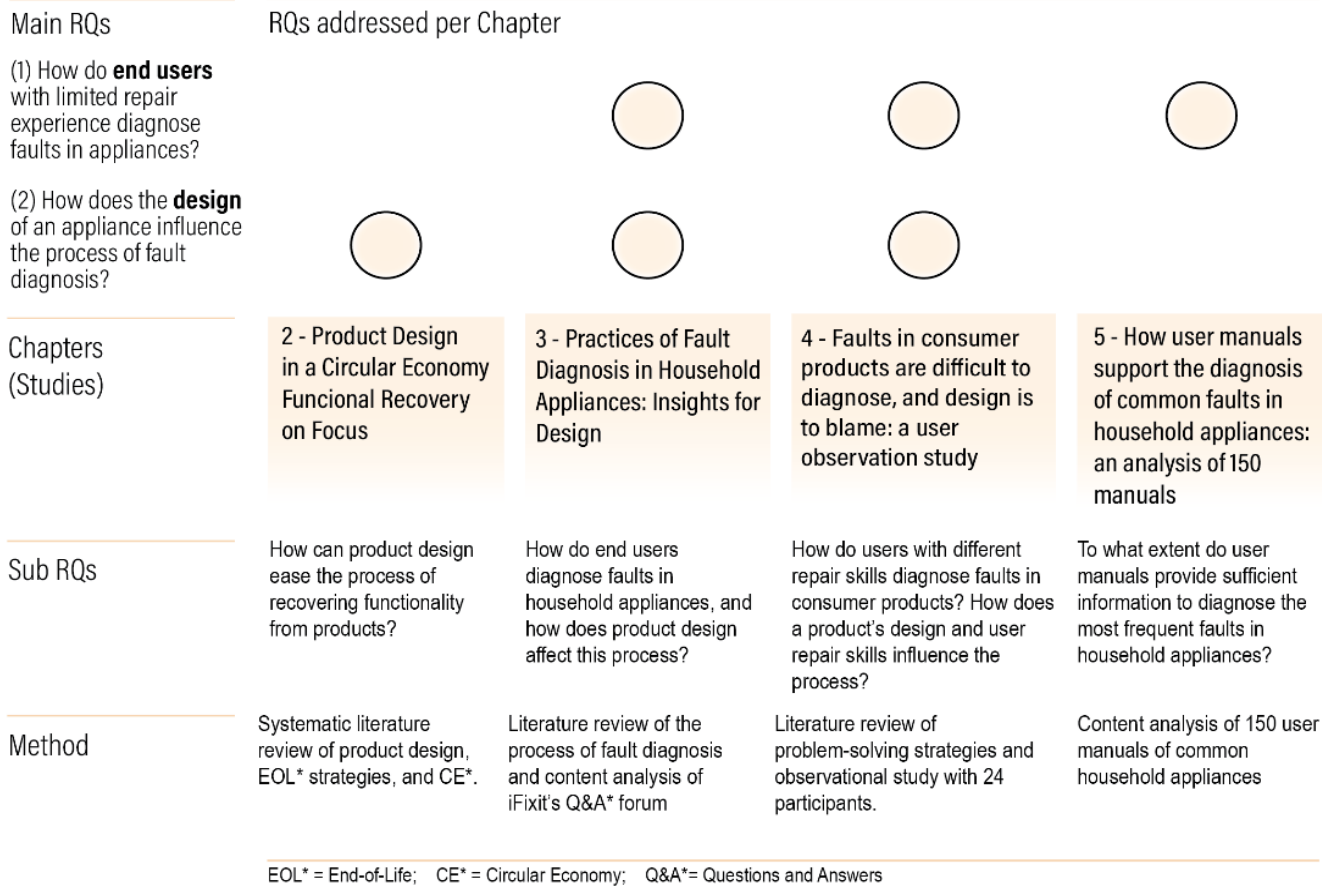 Main RQs
RQs addressed per Chapter
(1) How do end users
with limited repair
experience diagnose
faults in appliances?
(2) How does the design
of an appliance influence
the process of fault
diagnosis?
Chapters
(Studies)
2 - Product Design
in a Circular Economy
Funcional Recovery
on Focus
3 - Practices of Fault
Diagnosis in Household
Appliances: Insights for
Design
4 - Faults in consumer
products are difficult to
diagnose, and design is
to blame: a user
observation study
5 - How user manuals
support the diagnosis
of common faults in
household appliances:
an analysis of 150
manuals
Sub RQs
How can product design
ease the process of
recovering functionality
from products?
How do end users
diagnose faults in
household appliances, and
how does product design
affect this process?
How do users with different
repair skills diagnose faults in
consumer products? How does
a product's design and user
repair skills influence the
process?
To what extent do user
manuals provide sufficient
information to diagnose the
most frequent faults in
household appliances?
Method
Systematic literature
review of product design,
EOL* strategies, and CE*.
Literature review of the
process of fault diagnosis
and content analysis of
iFixit's Q&A* forum
Literature review of
problem-solving strategies and
observational study with 24
participants.
Content analysis of 150 user
manuals of common
household appliances
EOL* = End-of-Life; CE* = Circular Economy; Q&A*= Questions and Answers